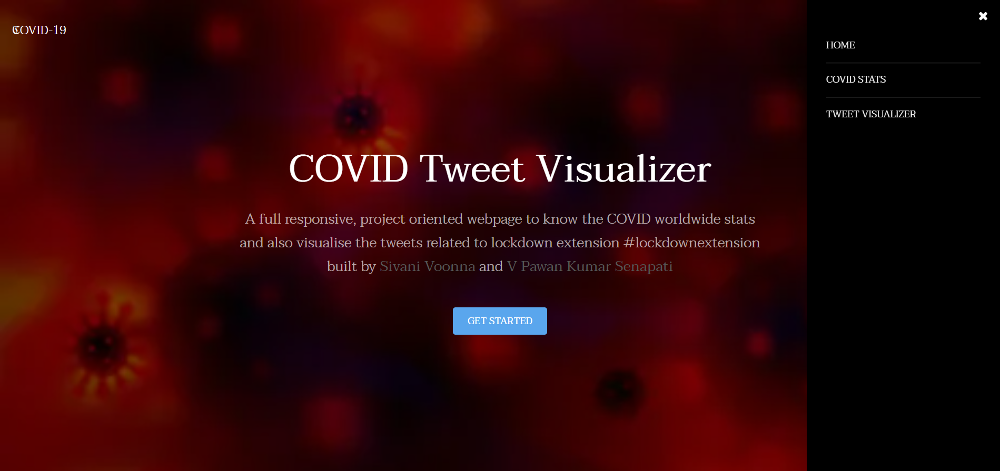 ℭOVID-19
HOME
COVID STATS
TWEET VISUALIZER
COVID Tweet Visualizer
A full responsive, project oriented webpage to know the COVID worldwide stats
and also visualise the tweets related to lockdown extension #lockdownextension
built by Sivani Voonna and V Pawan Kumar Senapati
GET STARTED